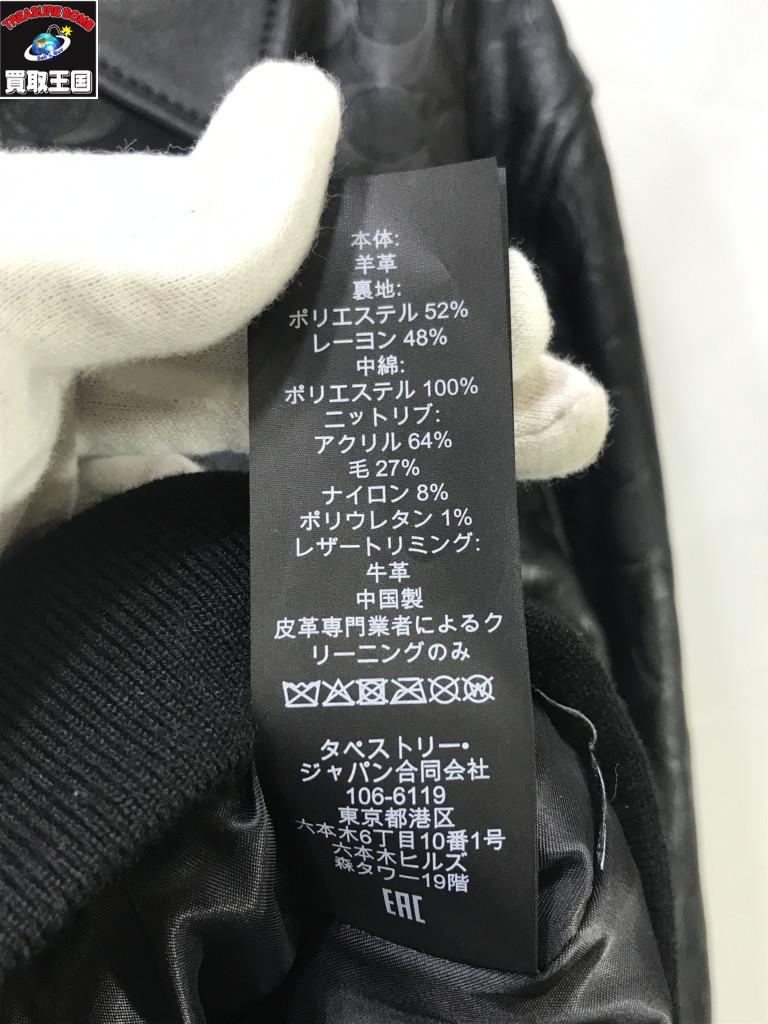 TREASURE BOMB
Sell & Buy
買取王国
本体:
羊革
裏地:
ポリエステル 52%
レーヨン 48%
中綿:
ポリエステル 100%
ニットリブ:
アクリル 64%
毛 27%
ナイロン 8%
ポリウレタン 1%
レザートリミング:
牛革
中国製
皮革専門業者によるク
リーニングのみ
W
タペストリー・
ジャパン合同会社
106-6119
東京都港区
六本木6丁目10番1号
六本木ヒルズ
森タワー19階
EAC